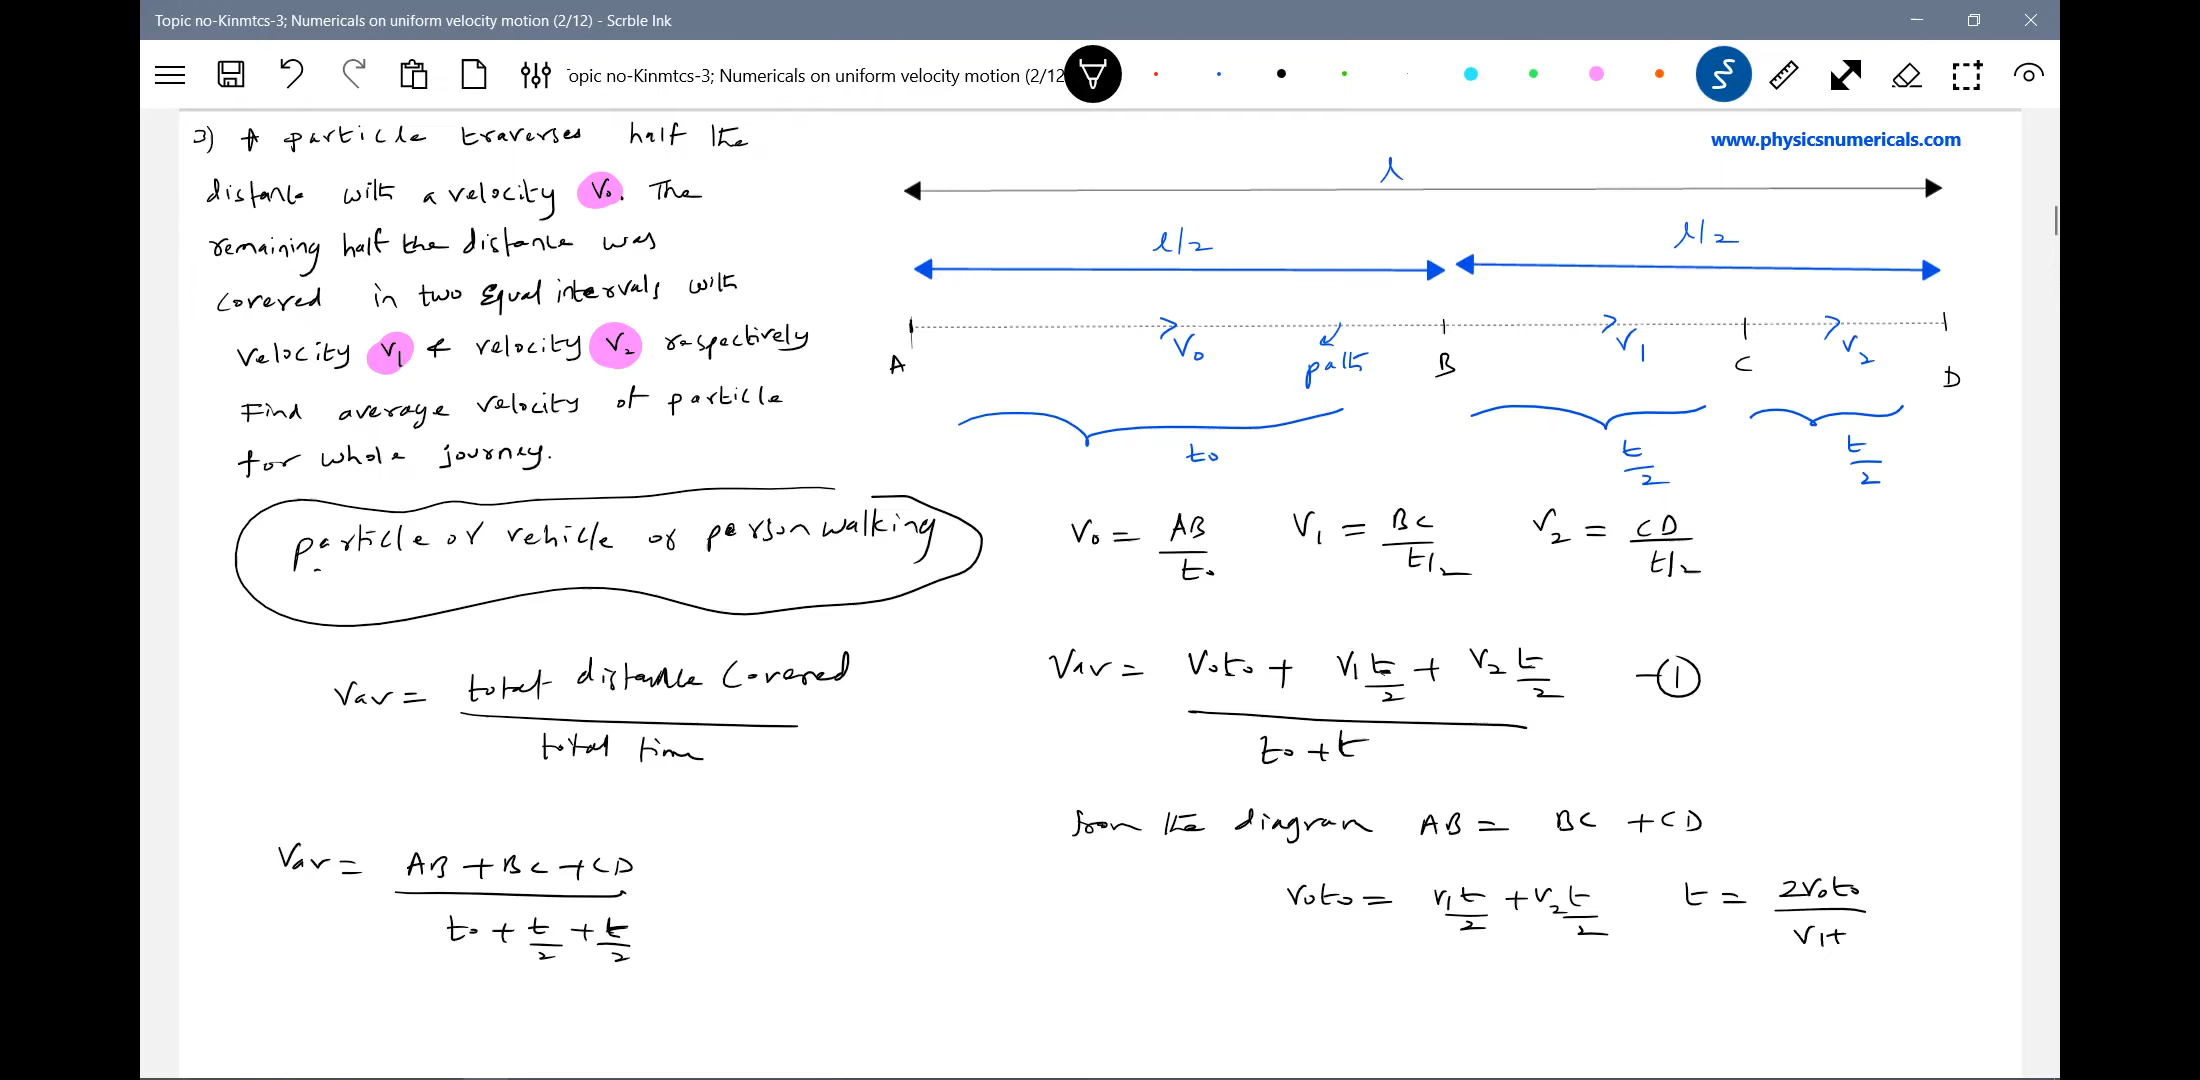 Topic no-Kinmtcs-3; Numericals on uniform velocity motion (2/12) - Scrble Ink
opic no-Kinmtcs-3; Numericals on uniform velocity motion (2/12
www.physicsnumericals.com
3) A particle traverses half the
distance with a velocity V₀. The
remaining half the distance was
covered in two Equal intervals with
velocity V₁ & velocity V₂ respectively
Find average velocity of particle
for whole journey.
particle or vehicle or person walking
Vav = total distance covered
total time
Vav = AB + BC + CD
t₀ + t/2 + t/2
l
l/2 l/2
V₀ path V₁ V₂
A B C D
t₀ t/2 t/2
V₀ = AB/t₀ V₁ = BC/t/2 V₂ = CD/t/2
Vav = V₀t₀ + V₁t/2 + V₂t/2 - ①
t₀ + t
from the diagram AB = BC + CD
V₀t₀ = V₁t/2 + V₂t/2 t = 2V₀t₀
V₁+